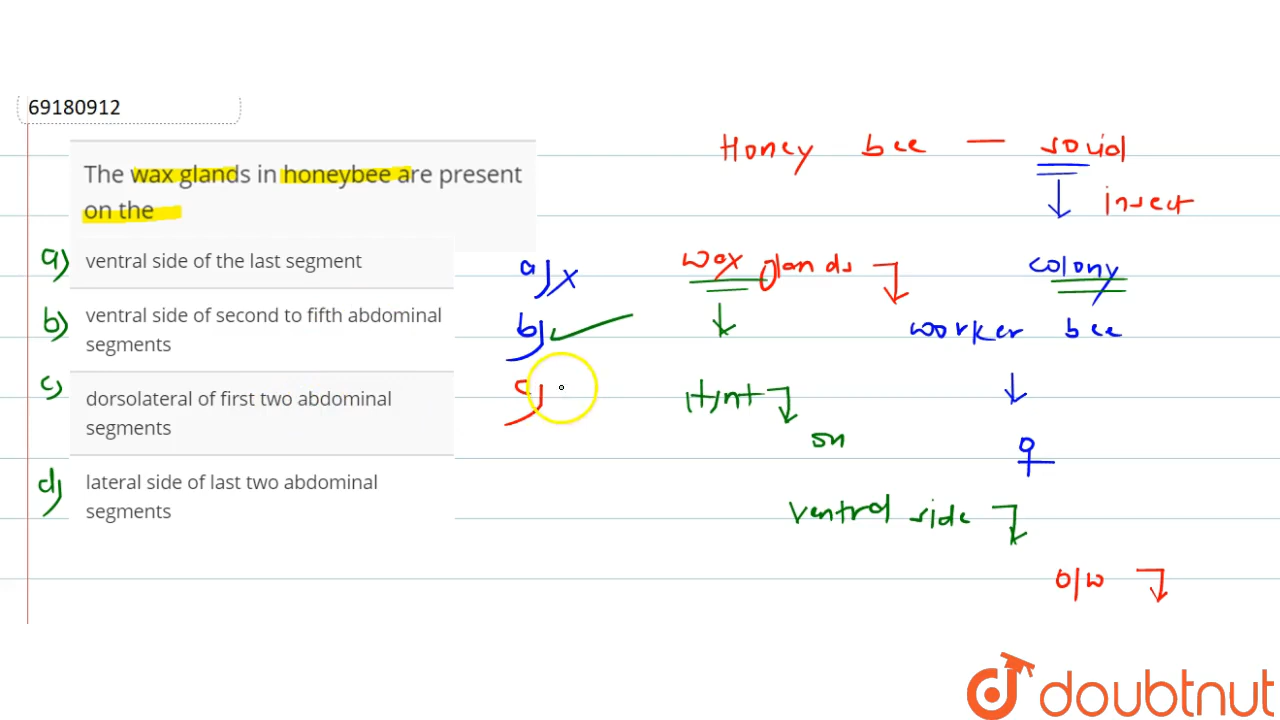 69180912
The wax glands in honeybee are present
on the
a) ventral side of the last segment
b) ventral side of second to fifth abdominal
segments
c) dorsolateral of first two abdominal
segments
d) lateral side of last two abdominal
segments
a) x
b) ✓
c)
Honey bee — social
insect
colony
wax glands
worker bee
♀
on
ventral side
o/w
doubtnut